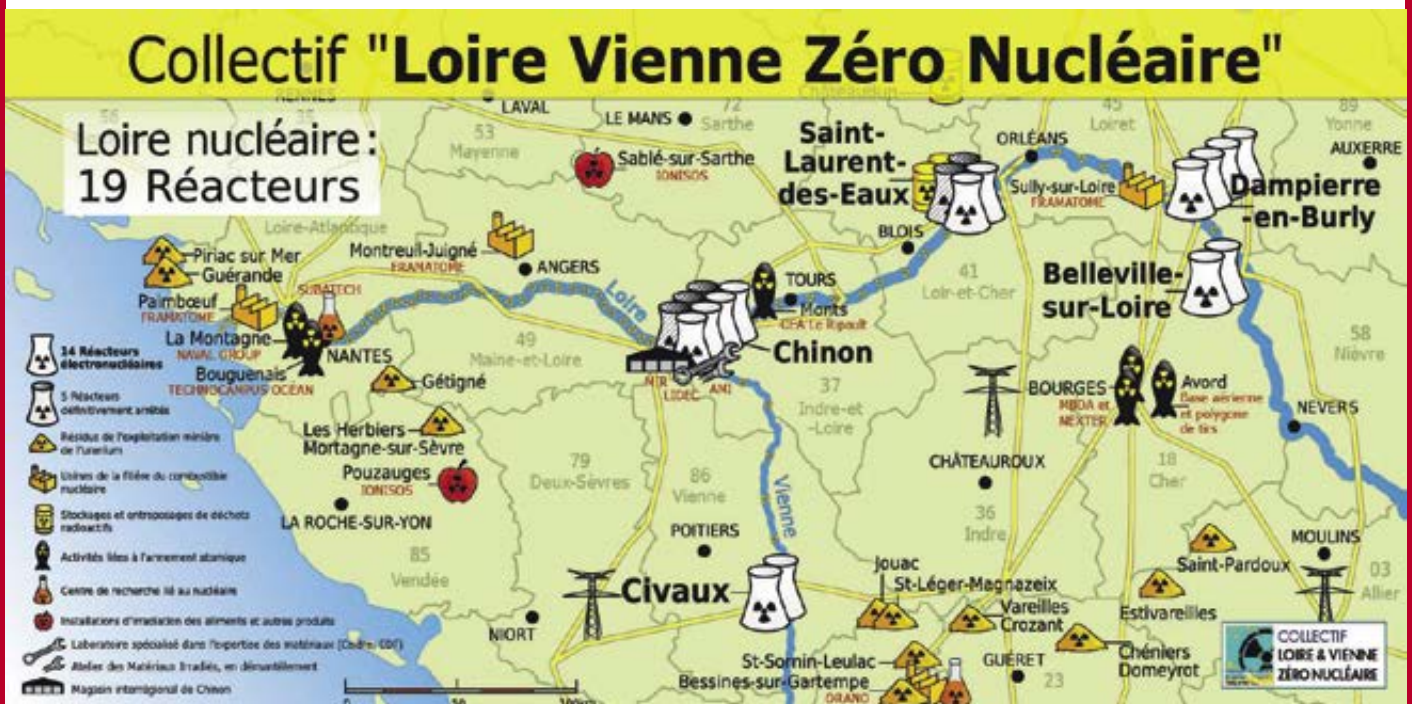 Collectif "Loire Vienne Zéro Nucléaire"
Loire nucléaire :
19 Réacteurs
RENNES
LAVAL
53
Mayenne
LE MANS
72
Sarthe
Châteaudun
45
Loiret
89
Yonne
AUXERRE
56
35
Sablé-sur-Sarthe
IONISOS
Saint-
Laurent-
des-Eaux
ORLÉANS
Sully-sur-Loire
FRAMATOME
Dampierre
-en-Burly
Loire-Atlantique
Piriac sur Mer
Guérande
Montreuil-Juigné
FRAMATOME
ANGERS
BLOIS
41
Loir-et-Cher
Belleville-
sur-Loire
SUBATECH
Paimbœuf
FRAMATOME
La Montagne
NAVAL GROUP
NANTES
Bouguenais
TECHNOCAMPUS OCÉAN
Loire
49
Maine-et-Loire
TOURS
Monts
CEA Le Ripault
Chinon
MIR
LIDEC
AMI
37
Indre-et
-Loire
58
Nièvre
Gétigné
BOURGES
MBDA et
NEXTER
Avord
Base aérienne
et polygone
de tirs
NEVERS
Les Herbiers
Mortagne-sur-Sèvre
Pouzauges
IONISOS
79
Deux-Sèvres
86
Vienne
Vienne
CHÂTEAUROUX
18
Cher
LA ROCHE-SUR-YON
85
Vendée
POITIERS
36
Indre
Civaux
NIORT
Jouac
St-Léger-Magnazeix
Vareilles
Crozant
Saint-Pardoux
MOULINS
Estivareilles
03
Allier
St-Sornin-Leulac
Bessines-sur-Gartempe
ORANO
GUÉRET
23
Chéniers
Domeyrot
14 Réacteurs
électronucléaires
5 Réacteurs
définitivement arrêtés
Résidus de l'exploitation minière
de l'uranium
Usines de la filière du combustible
nucléaire
Stockages et entreposages de déchets
radioactifs
Activités liées à l'armement atomique
Centre de recherche lié au nucléaire
Installations d'irradiation des aliments et autres produits
Laboratoire spécialisé dans l'expertise des matériaux
Atelier des Matériaux Irradiés, en démantèlement
Magasin interrégional de Chinon
0
50
100km
COLLECTIF
LOIRE & VIENNE
ZÉRO NUCLÉAIRE